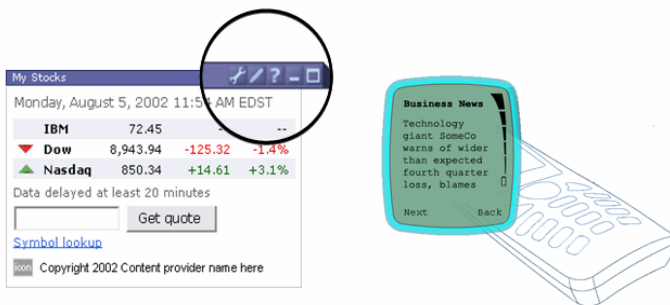 My Stocks
Monday, August 5, 2002 11:54 AM EDST
IBM 72.45 -- --
Dow 8,943.94 -125.32 -1.4%
Nasdaq 850.34 +14.61 +3.1%
Data delayed at least 20 minutes
Get quote
Symbol lookup
icon Copyright 2002 Content provider name here
Business News
Technology
giant SomeCo
warns of wider
than expected
fourth quarter
loss, blames
Next Back